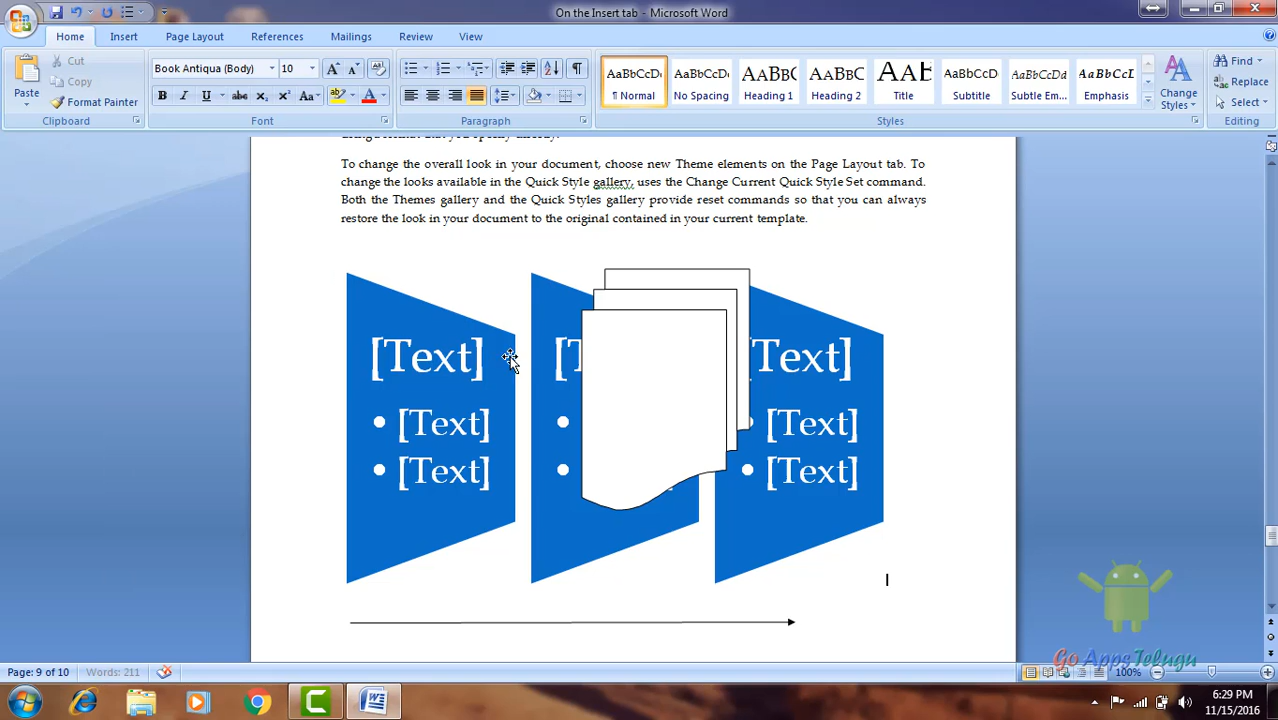 On the Insert tab - Microsoft Word
Home Insert Page Layout References Mailings Review View
Paste
Cut
Copy
Format Painter
Clipboard
Book Antiqua (Body) 10
B I U abc X₂ X² Aa
Font
Paragraph
AaBbCcDc AaBbCcDc AaBbC AaBbCc AaB AaBbCcD AaBbCcDc AaBbCcL
¶ Normal No Spacing Heading 1 Heading 2 Title Subtitle Subtle Em... Emphasis
Change Styles
Styles
Find
Replace
Select
Editing
To change the overall look in your document, choose new Theme elements on the Page Layout tab. To
change the looks available in the Quick Style gallery, uses the Change Current Quick Style Set command.
Both the Themes gallery and the Quick Styles gallery provide reset commands so that you can always
restore the look in your document to the original contained in your current template.
[Text]
• [Text]
• [Text]
[Text]
• [Text]
• [Text]
Go Apps Telugu
Page: 9 of 10 Words: 211 100%
6:29 PM
11/15/2016